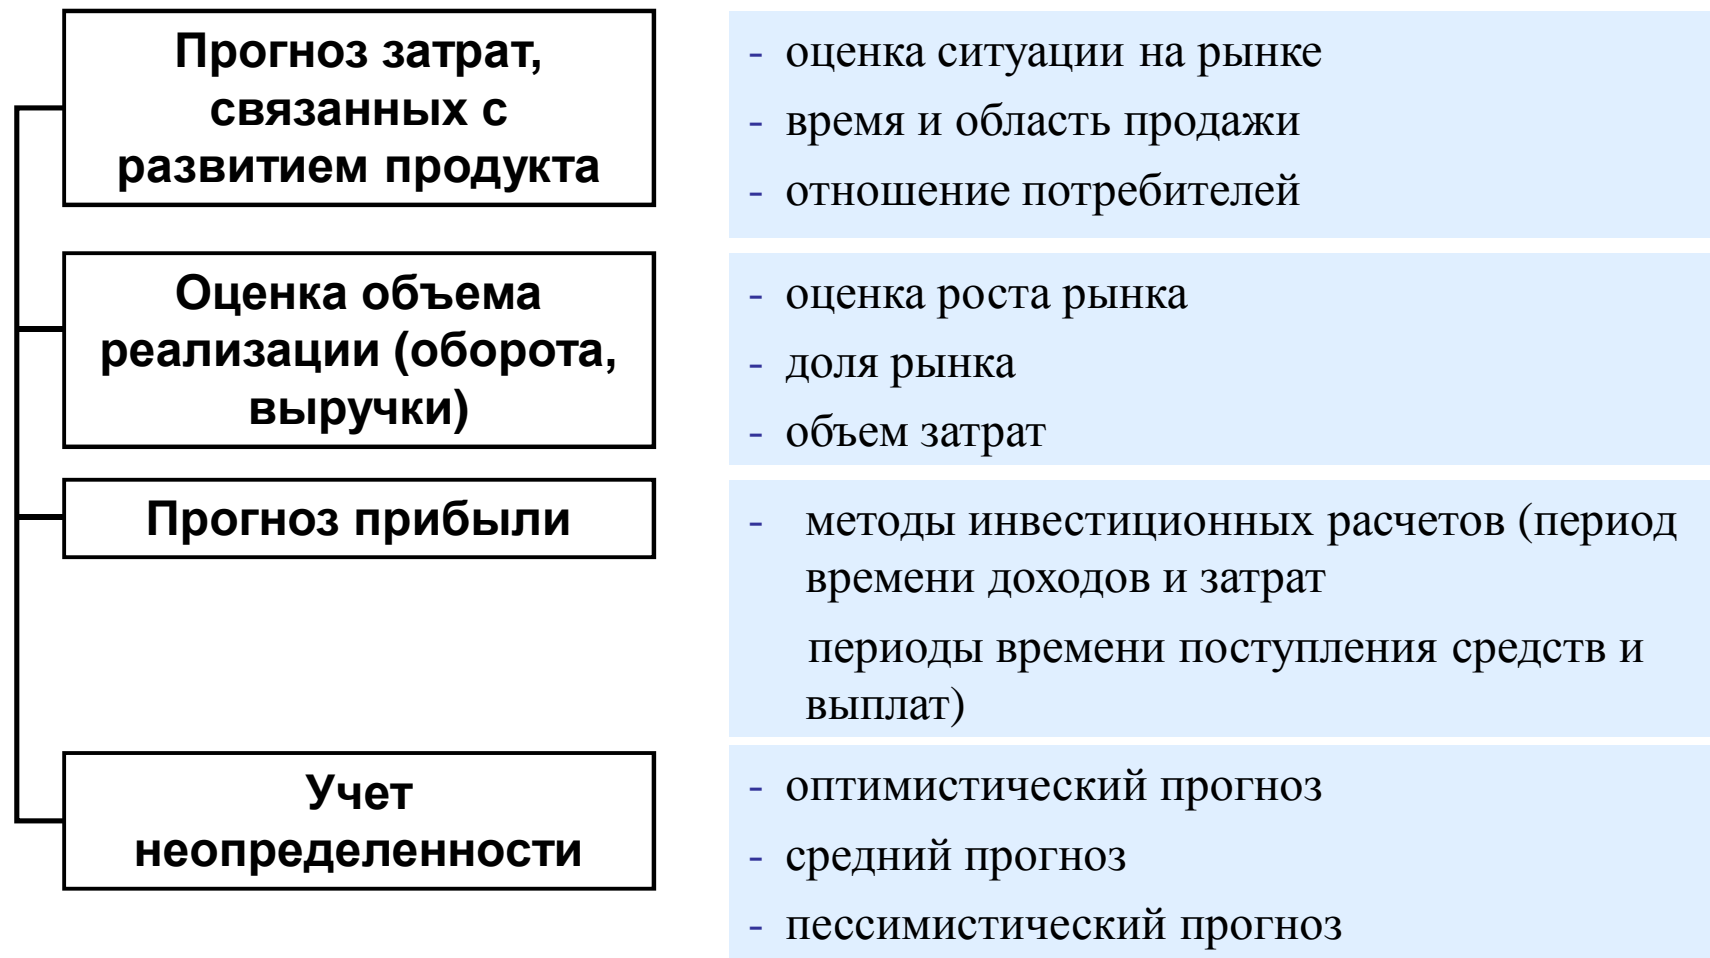 Прогноз затрат,
связанных с
развитием продукта
- оценка ситуации на рынке
- время и область продажи
- отношение потребителей
Оценка объема
реализации (оборота,
выручки)
- оценка роста рынка
- доля рынка
- объем затрат
Прогноз прибыли
- методы инвестиционных расчетов (период
времени доходов и затрат
периоды времени поступления средств и
выплат)
Учет
неопределенности
- оптимистический прогноз
- средний прогноз
- пессимистический прогноз